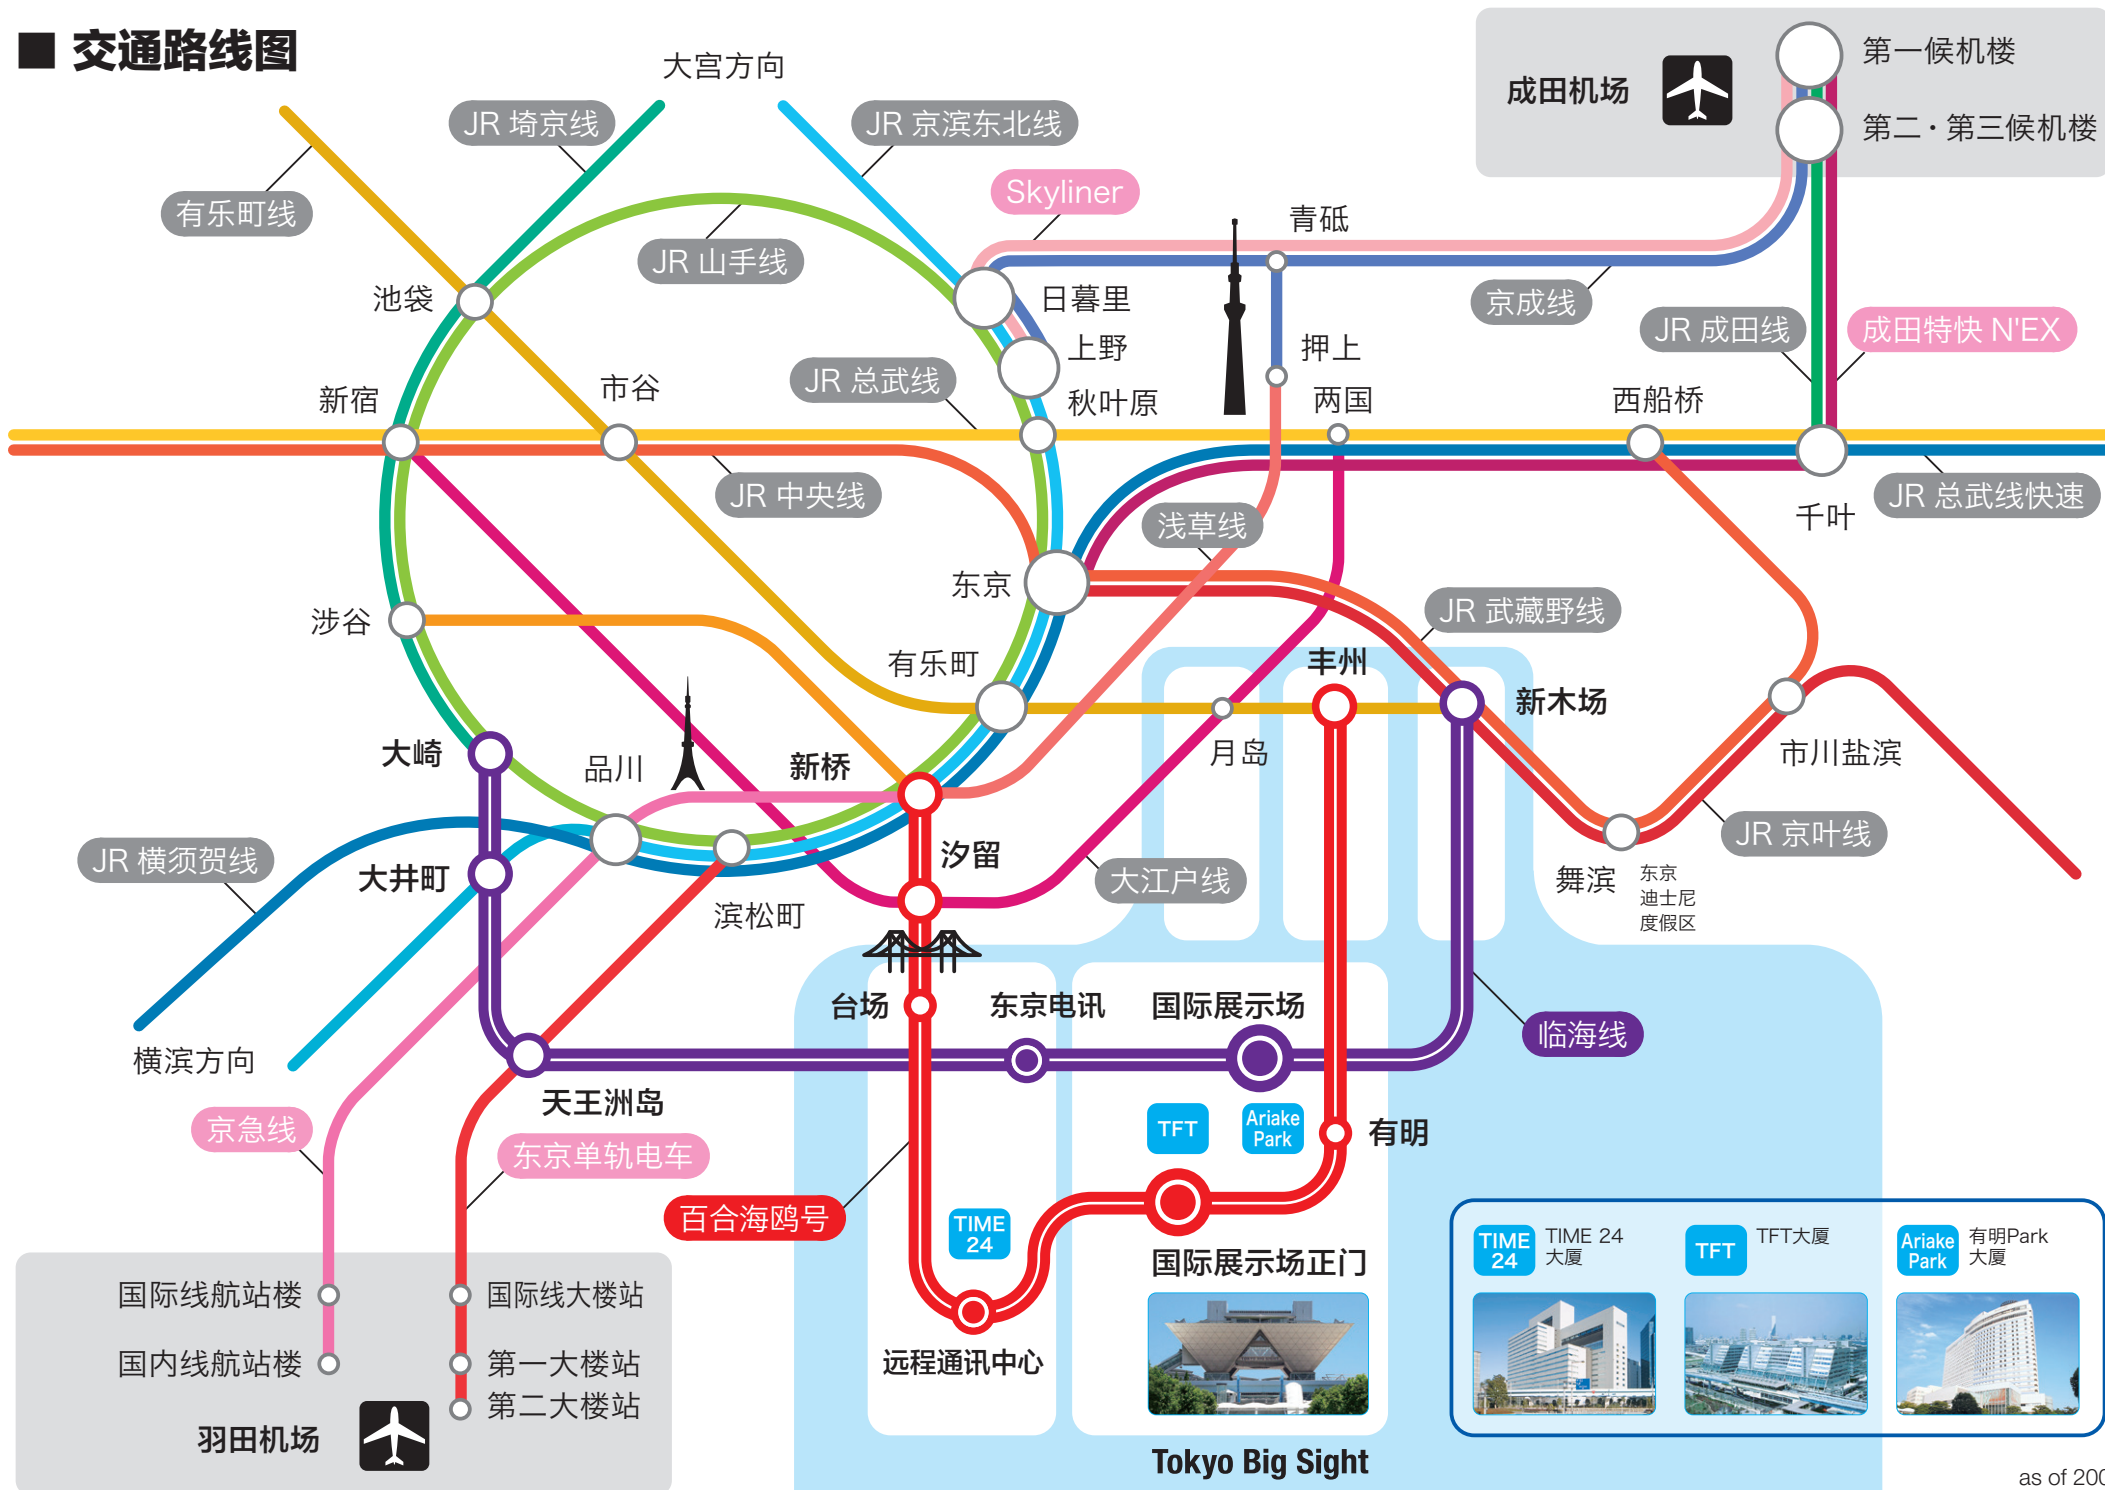 ■ 交通路线图
大宫方向
JR 埼京线
JR 京滨东北线
有乐町线
JR 山手线
Skyliner
成田机场
第一候机楼
第二・第三候机楼
青砥
池袋
日暮里
京成线
JR 成田线
成田特快 N'EX
上野
押上
新宿
市谷
JR 总武线
秋叶原
两国
西船桥
JR 中央线
浅草线
千叶
JR 总武线快速
东京
涉谷
JR 武藏野线
有乐町
丰州
新木场
大崎
品川
新桥
月岛
市川盐滨
JR 横须贺线
大井町
汐留
大江户线
JR 京叶线
舞滨
东京
迪士尼
度假区
滨松町
台场
东京电讯
国际展示场
临海线
横滨方向
天王洲岛
京急线
东京单轨电车
TFT
Ariake
Park
有明
百合海鸥号
TIME
24
国际展示场正门
TIME
24
TIME 24
大厦
TFT
TFT大厦
Ariake
Park
有明Park
大厦
国际线航站楼
国际线大楼站
国内线航站楼
第一大楼站
第二大楼站
远程通讯中心
羽田机场
Tokyo Big Sight
as of 200